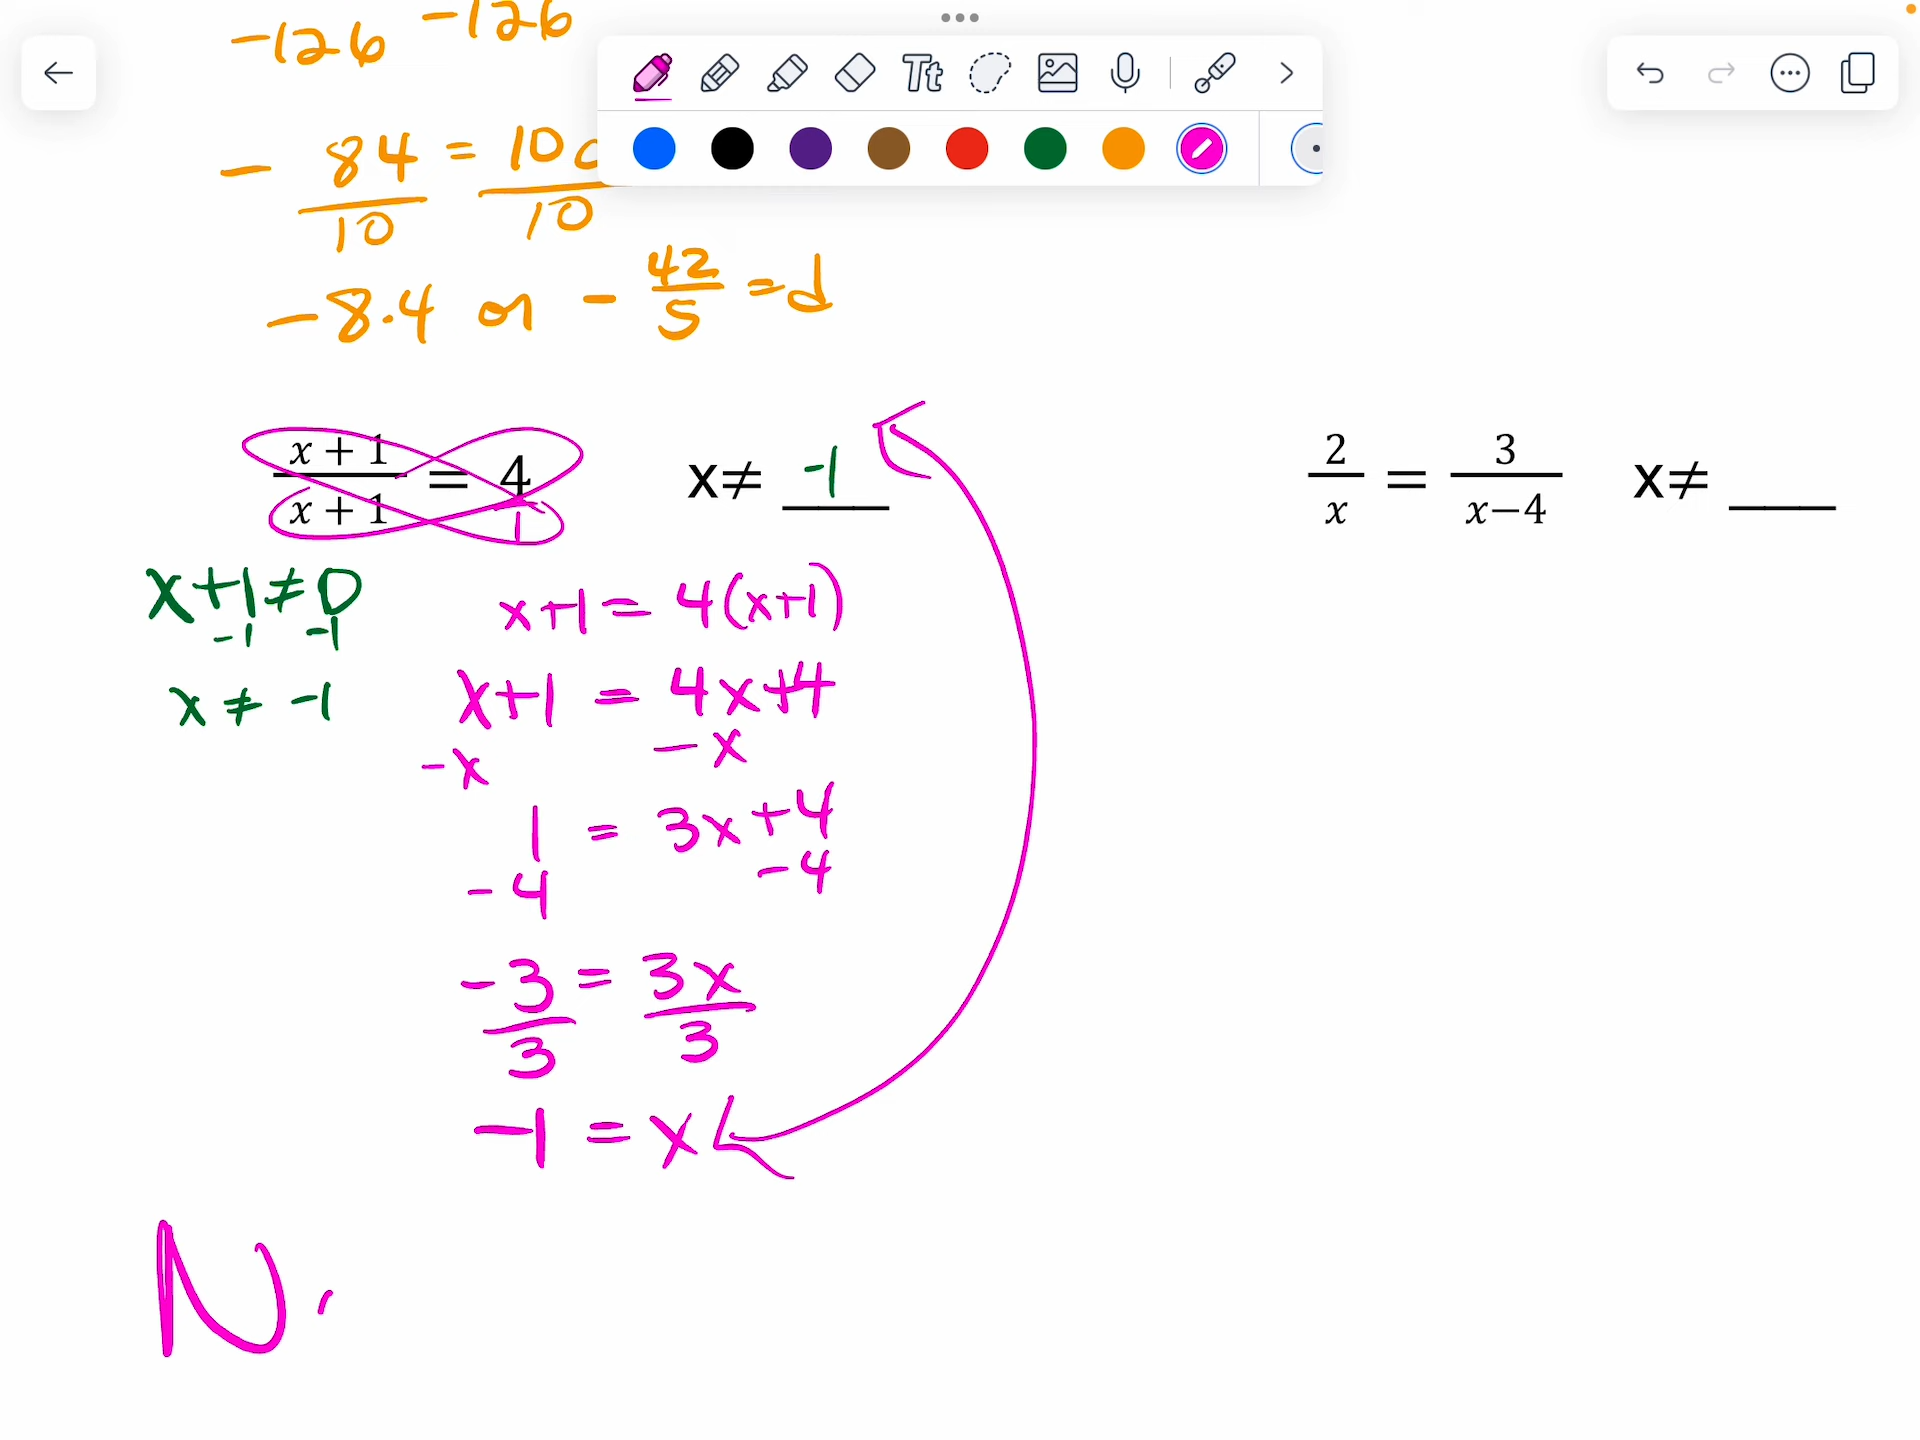 -126 -126
Tt
- 84/10 = 10d/10
-8.4 or - 42/5 = d
(x + 1)/(x + 1) = 4/1 x≠ -1
2/x = 3/(x−4) x≠ ____
x+1≠0
-1 -1
x ≠ -1
x+1 = 4(x+1)
x+1 = 4x+4
-x -x
1 = 3x+4
-4 -4
-3/3 = 3x/3
-1 = x
N